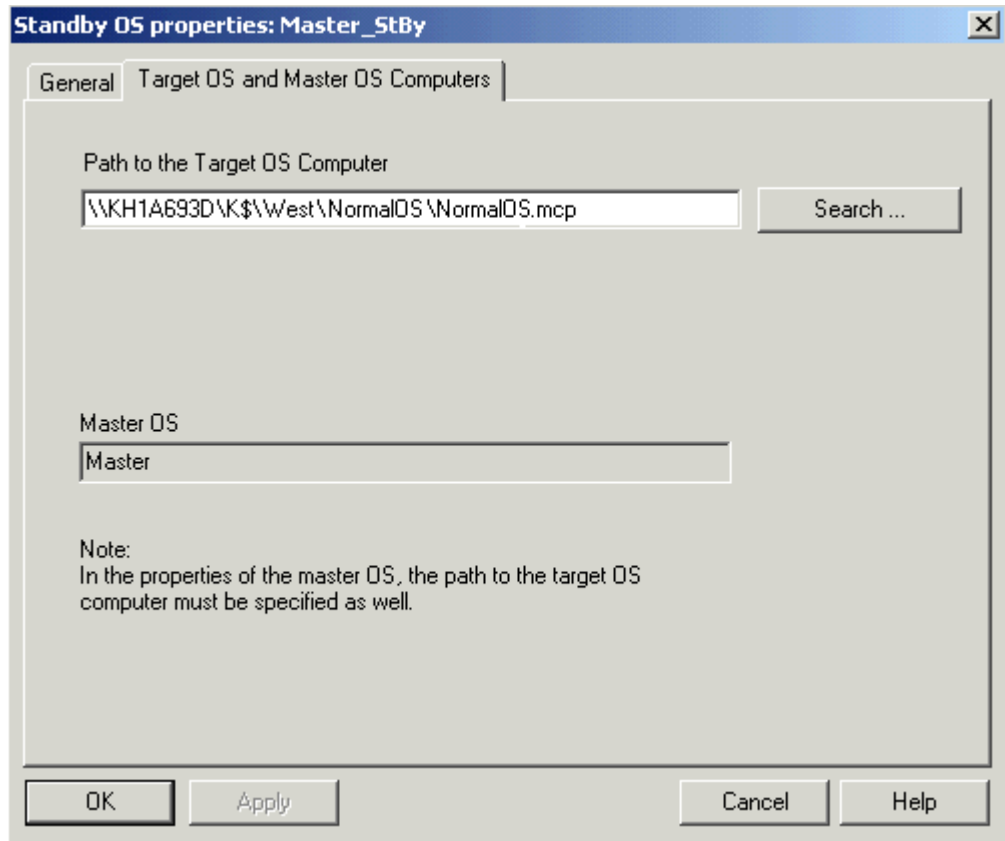 Standby OS properties: Master_StBy
General
Target OS and Master OS Computers
Path to the Target OS Computer
\\KH1A693D\K$\West\NormalOS\NormalOS.mcp
Search ...
Master OS
Master
Note:
In the properties of the master OS, the path to the target OS
computer must be specified as well.
OK
Apply
Cancel
Help